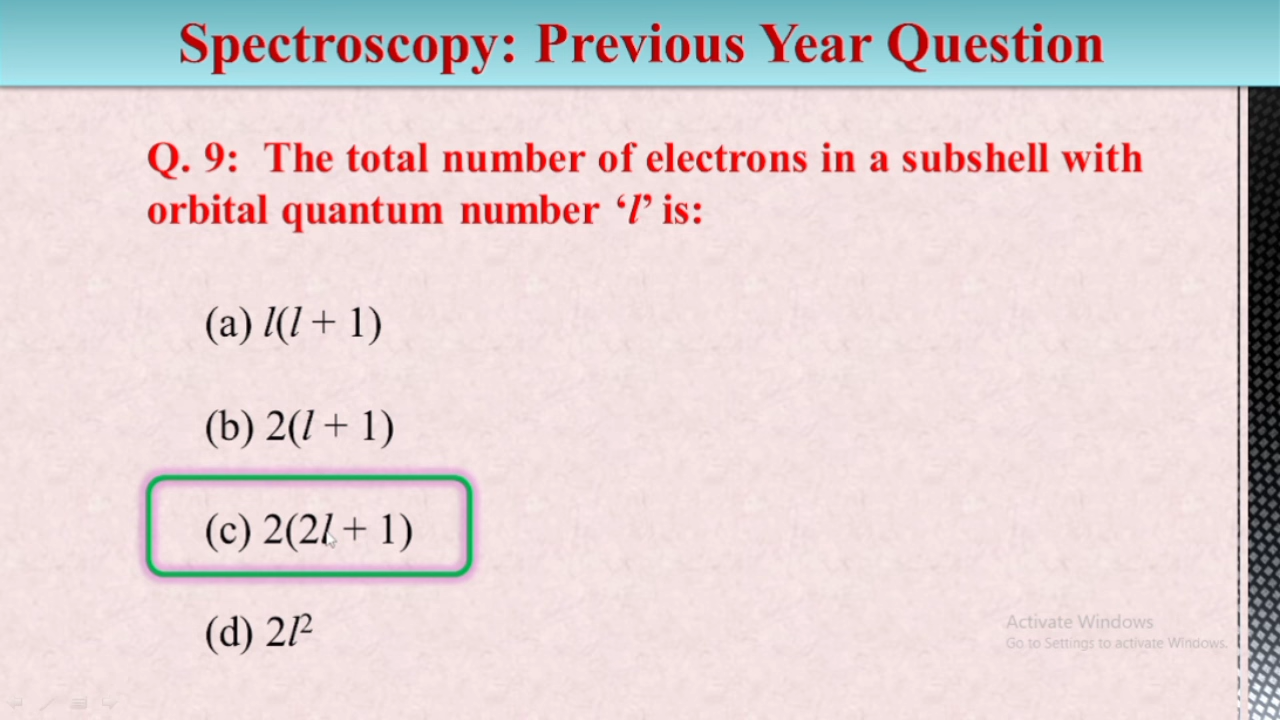 Spectroscopy: Previous Year Question
Q. 9: The total number of electrons in a subshell with
orbital quantum number ‘l’ is:
(a) l(l + 1)
(b) 2(l + 1)
(c) 2(2l + 1)
(d) 2l²
Activate Windows
Go to Settings to activate Windows.